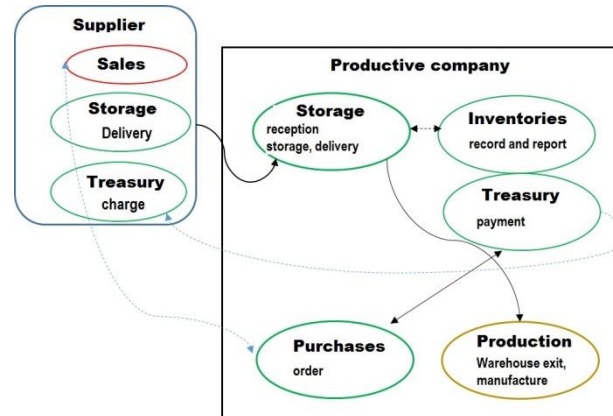 Supplier
Sales
Storage
Delivery
Treasury
charge
Productive company
Storage
reception
storage, delivery
Inventories
record and report
Treasury
payment
Purchases
order
Production
Warehouse exit,
manufacture